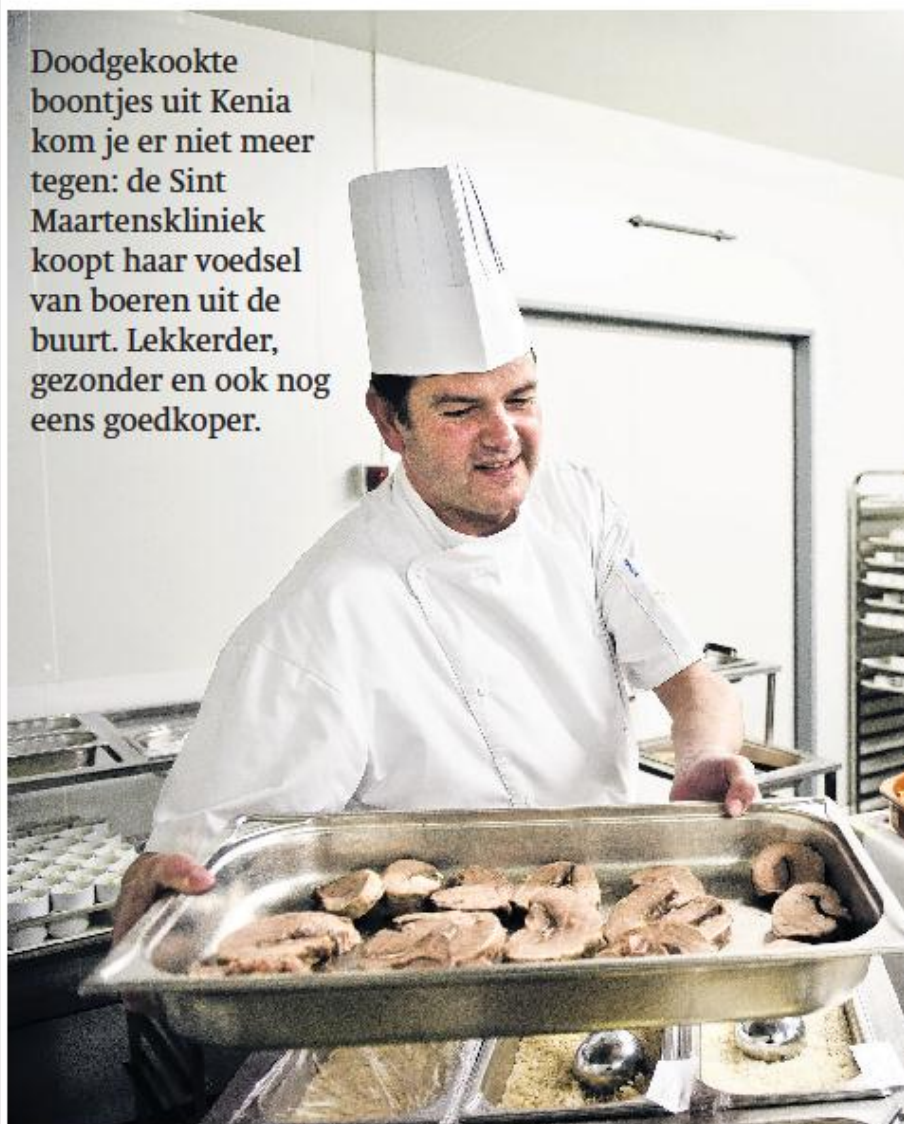 Doodgekookte
boontjes uit Kenia
kom je er niet meer
tegen: de Sint
Maartenskliniek
koopt haar voedsel
van boeren uit de
buurt. Lekkerder,
gezonder en ook nog
eens goedkoper.